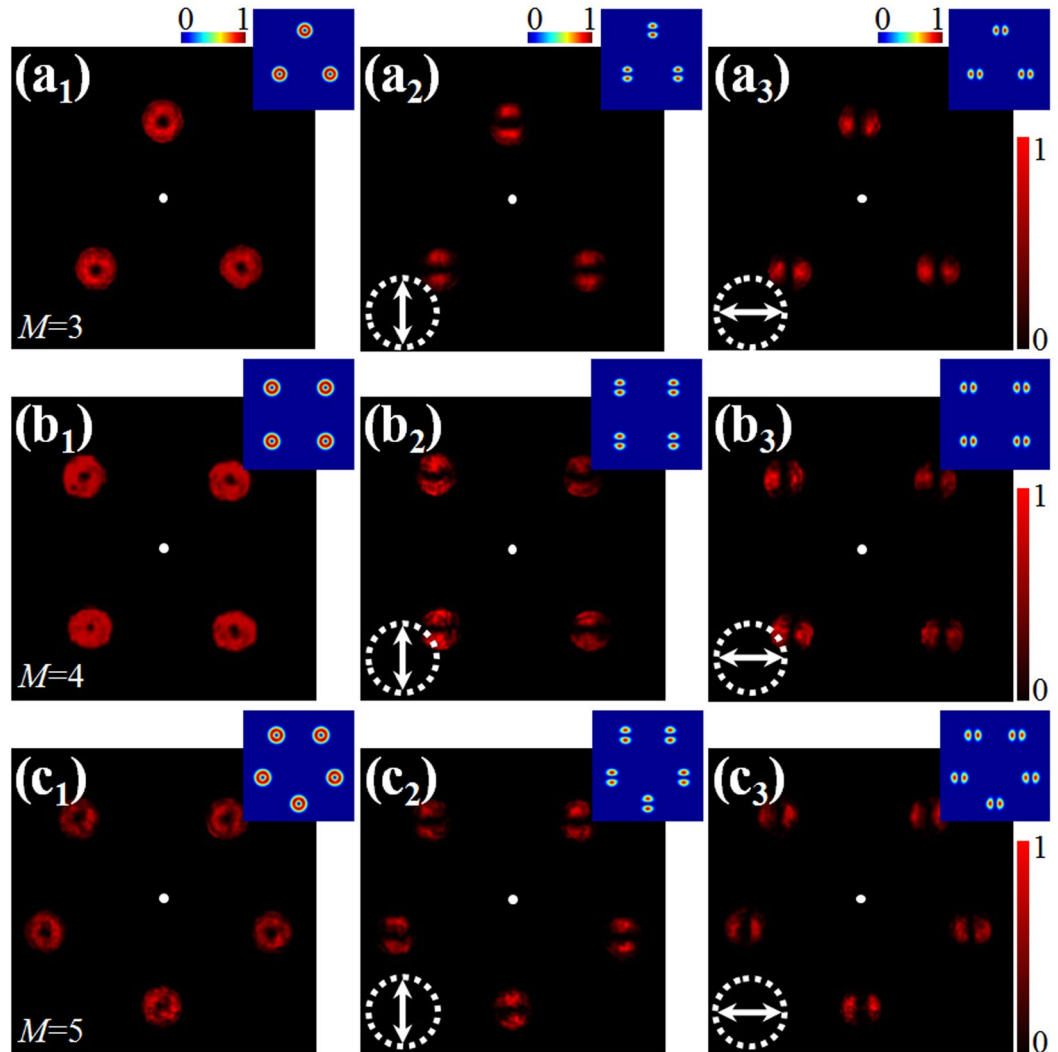 0 1 0 1 0 1
(a₁) (a₂) (a₃)
1
M=3
0
(b₁) (b₂) (b₃)
1
M=4
0
(c₁) (c₂) (c₃)
1
M=5
0